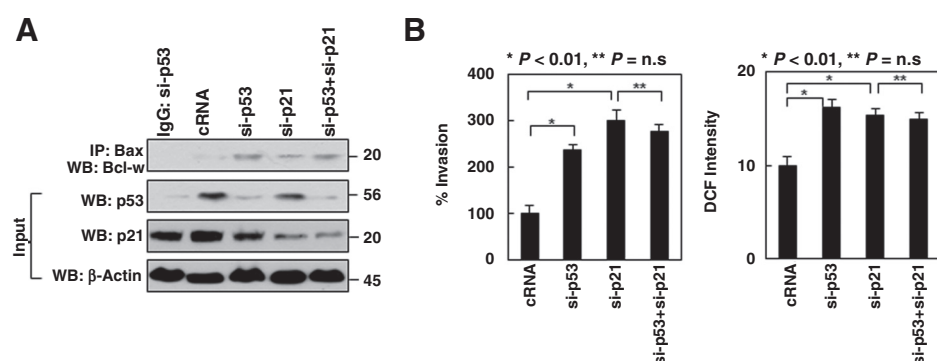 A
IgG: si-p53
cRNA
si-p53
si-p21
si-p53+si-p21
IP: Bax
WB: Bcl-w
20
Input
WB: p53
56
WB: p21
20
WB: β-Actin
45
B
* P < 0.01, ** P = n.s
% Invasion
400
300
200
100
0
*
*
**
cRNA
si-p53
si-p21
si-p53+si-p21
* P < 0.01, ** P = n.s
DCF Intensity
20
10
0
*
*
**
cRNA
si-p53
si-p21
si-p53+si-p21